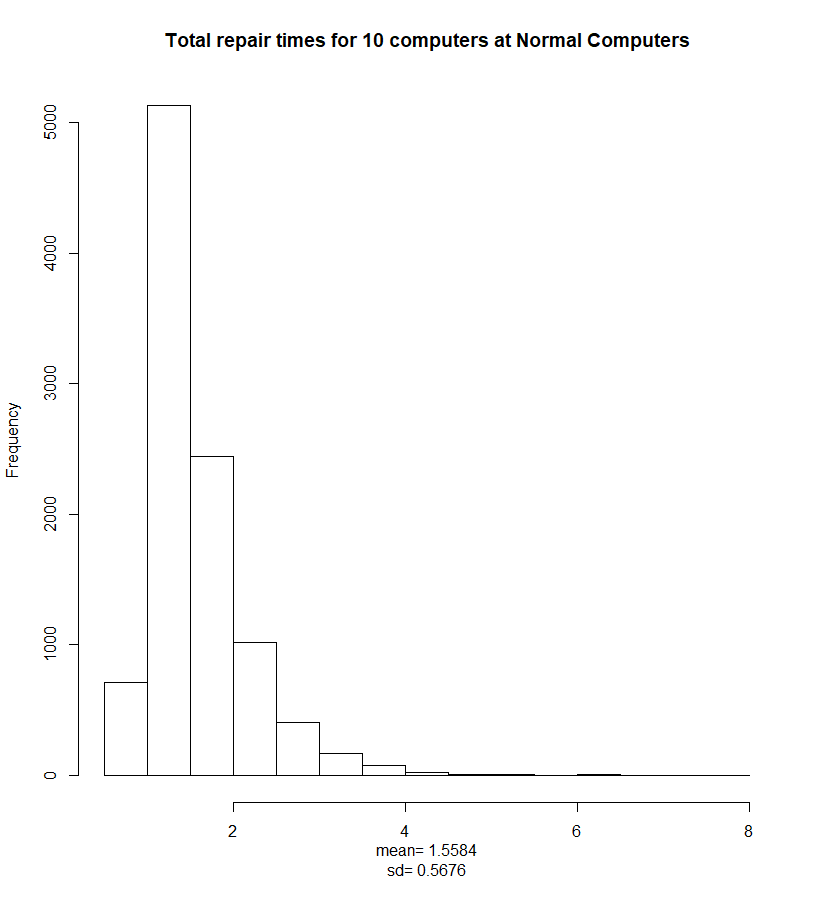 Total repair times for 10 computers at Normal Computers
Frequency
5000
4000
3000
2000
1000
0
2 4 6 8
mean= 1.5584
sd= 0.5676